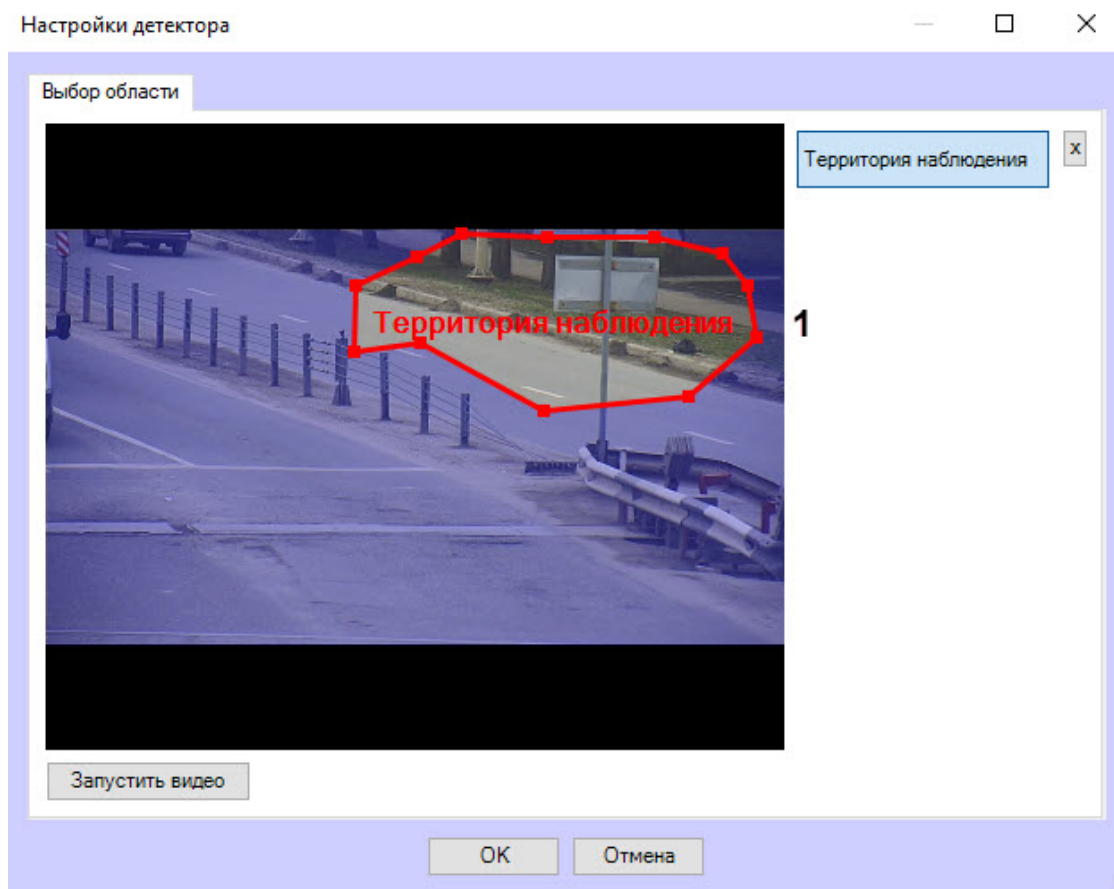 Настройки детектора
Выбор области
Территория наблюдения
x
Территория наблюдения
1
Запустить видео
OK
Отмена